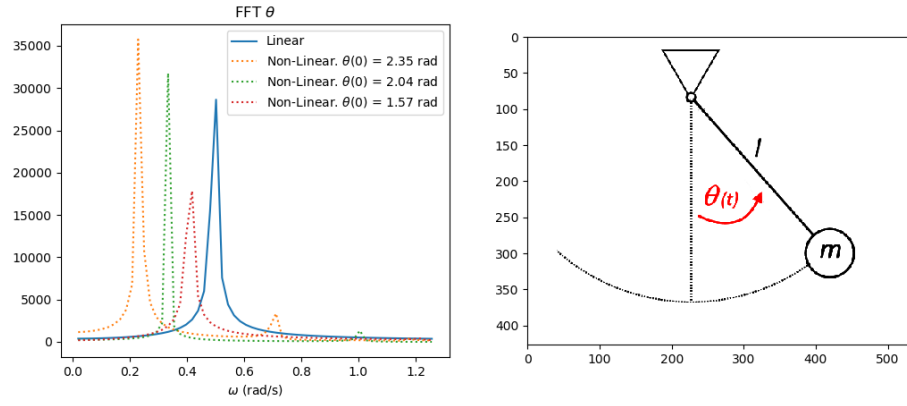 FFT θ
Linear
Non-Linear. θ(0) = 2.35 rad
Non-Linear. θ(0) = 2.04 rad
Non-Linear. θ(0) = 1.57 rad
35000
30000
25000
20000
15000
10000
5000
0
0.0 0.2 0.4 0.6 0.8 1.0 1.2
ω (rad/s)
0
50
100
150
200
250
300
350
400
l
θ(t)
m
0 100 200 300 400 500